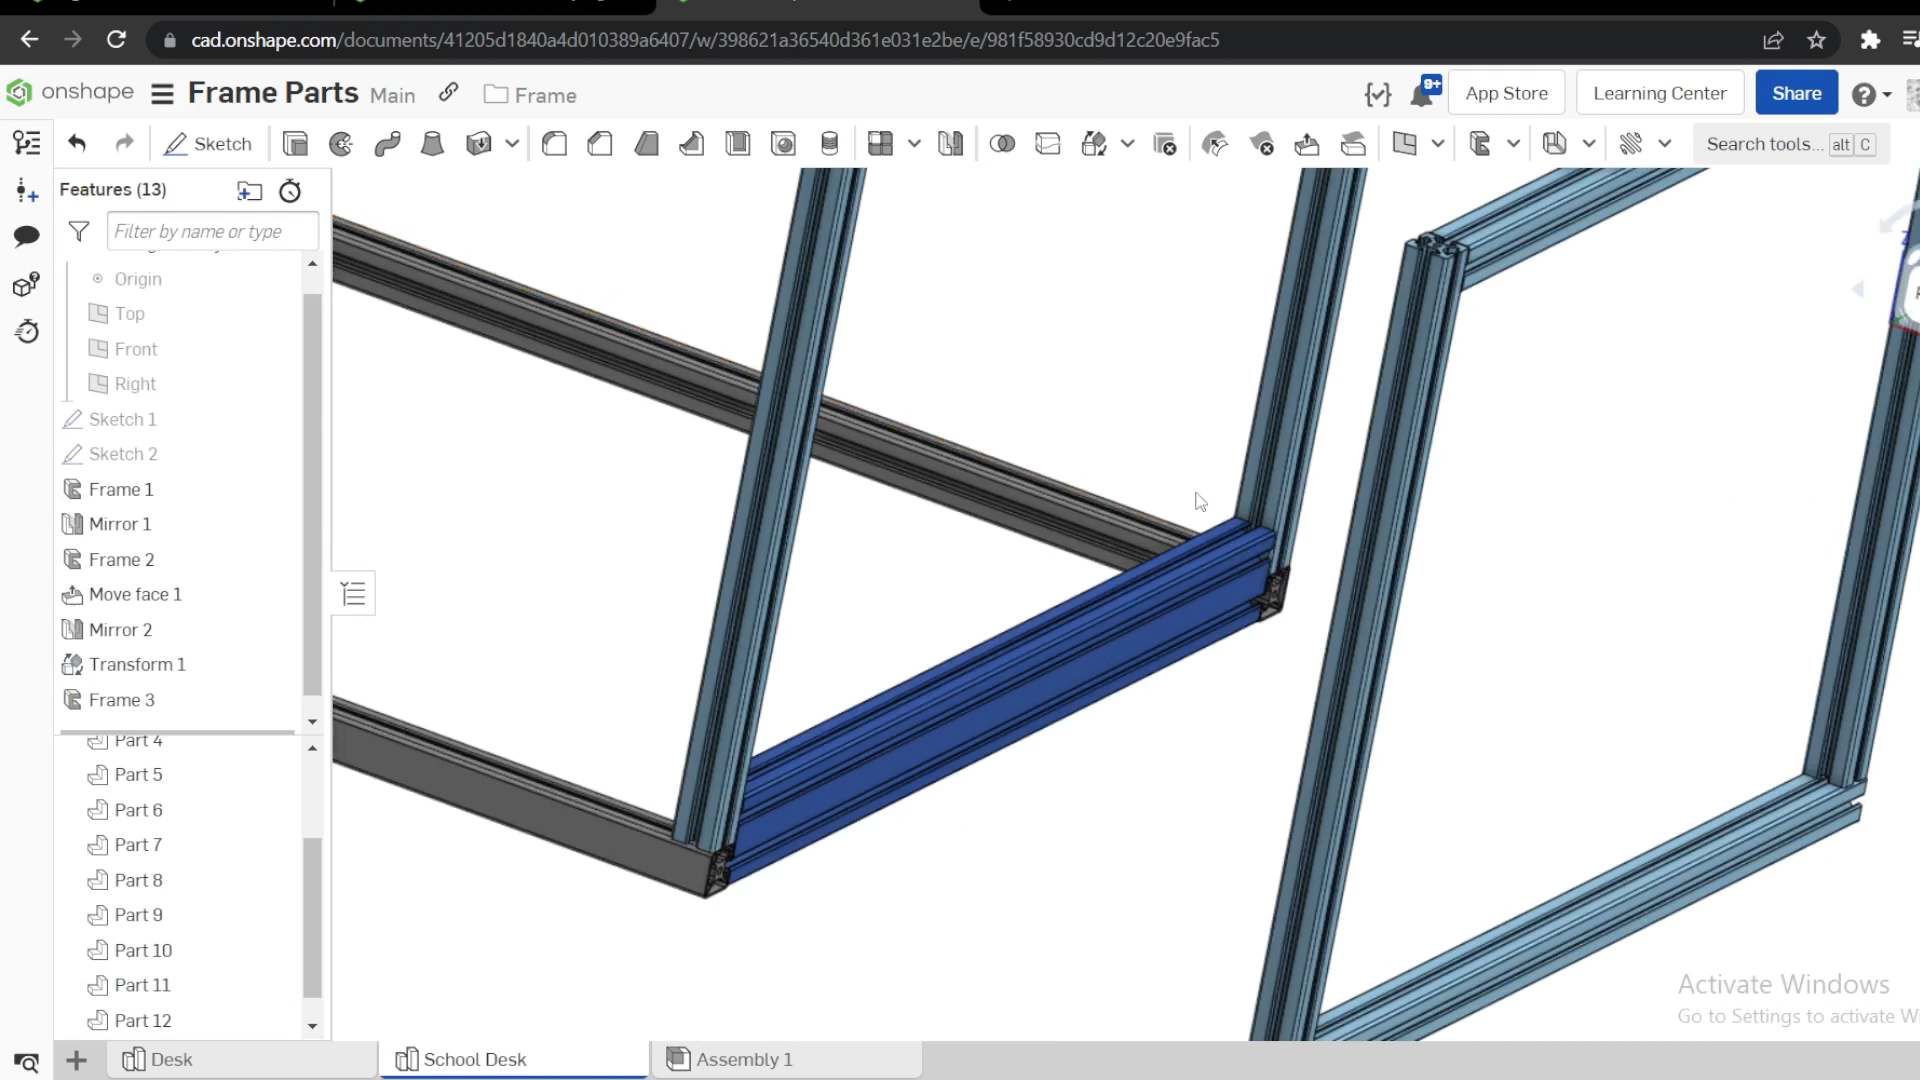 cad.onshape.com/documents/41205d1840a4d010389a6407/w/398621a36540d361e031e2be/e/981f58930cd9d12c20e9fac5
onshape Frame Parts Main Frame 9+ App Store Learning Center Share
Sketch Search tools... alt C
Features (13)
Filter by name or type
Origin
Top
Front
Right
Sketch 1
Sketch 2
Frame 1
Mirror 1
Frame 2
Move face 1
Mirror 2
Transform 1
Frame 3
Part 4
Part 5
Part 6
Part 7
Part 8
Part 9
Part 10
Part 11
Part 12
Z
Activate Windows
Go to Settings to activate W
Desk School Desk Assembly 1